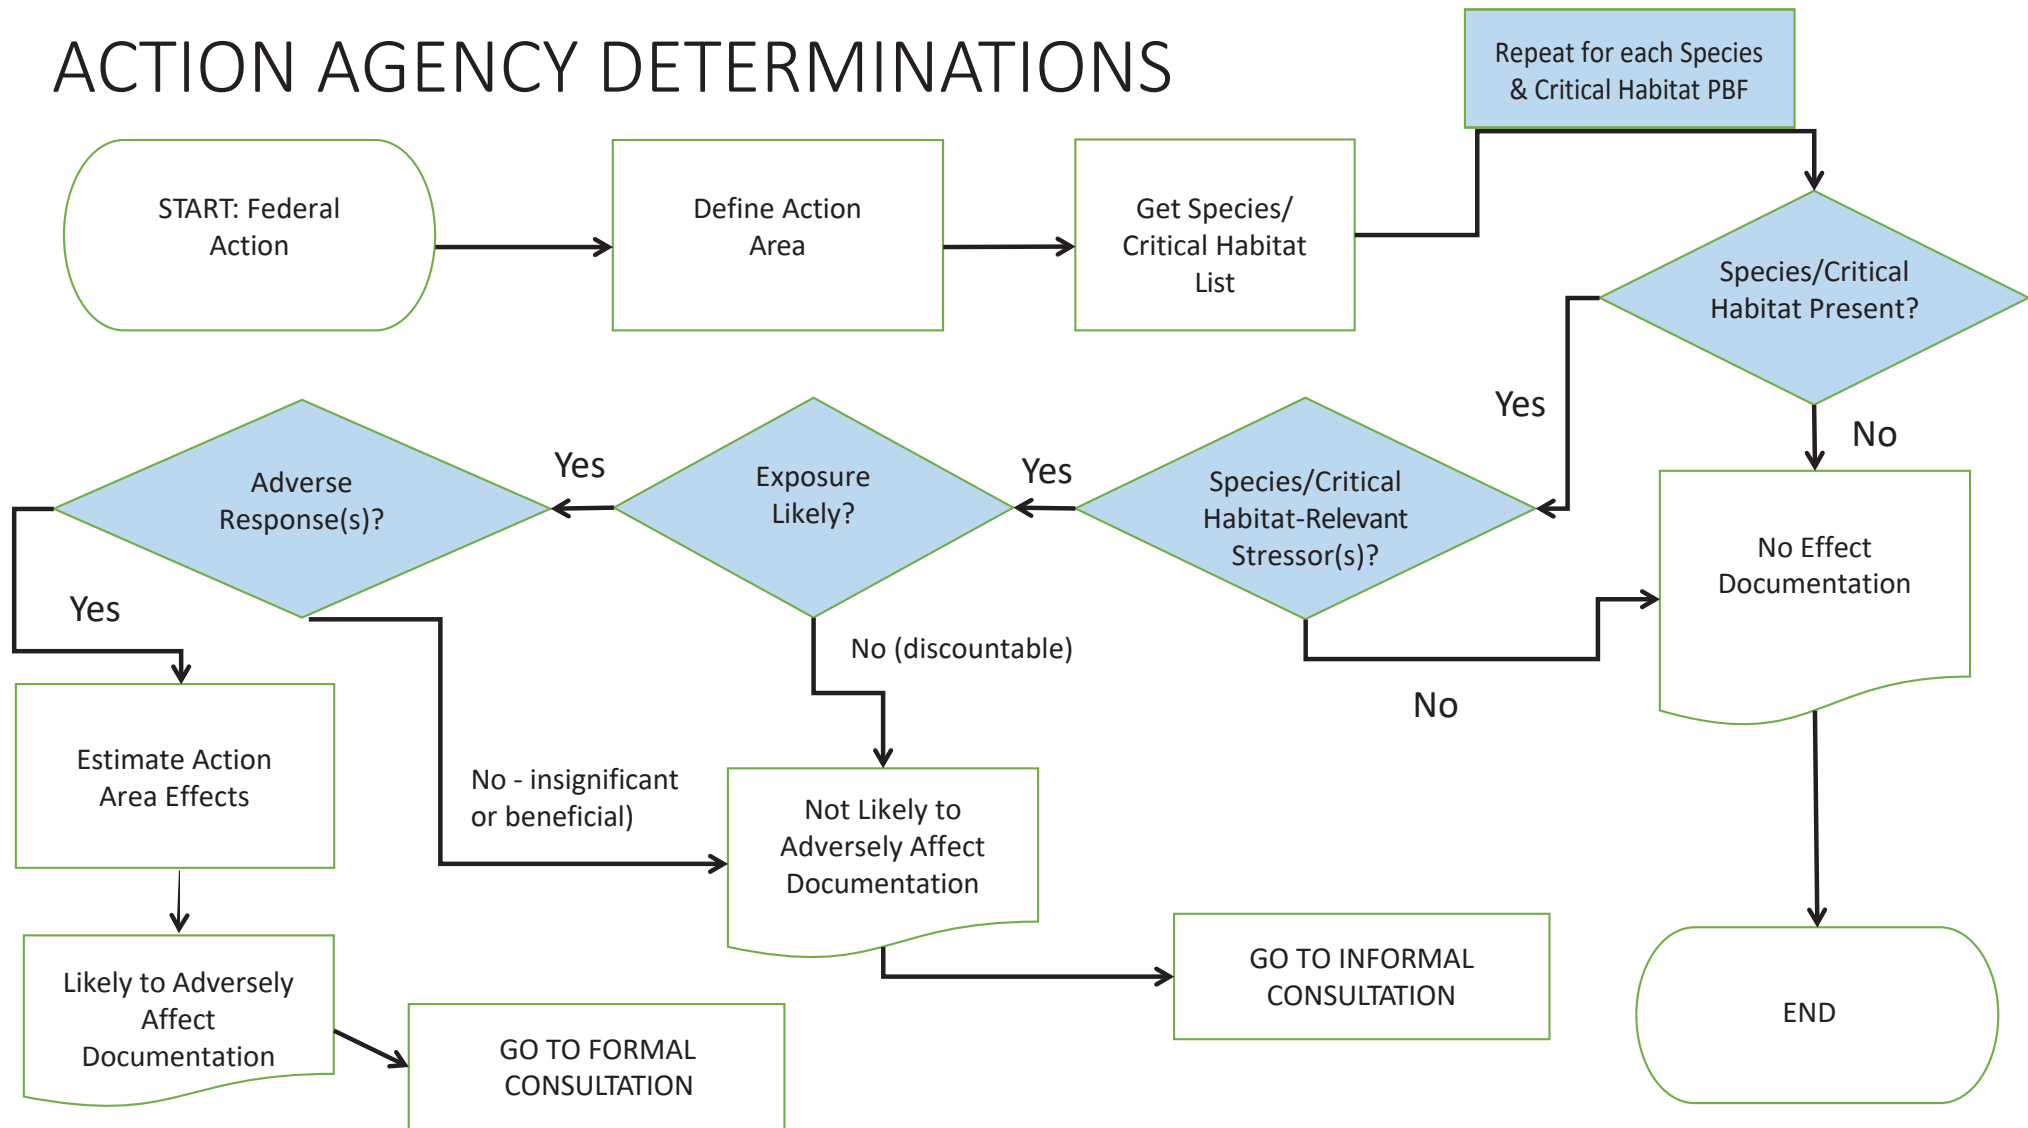 ACTION AGENCY DETERMINATIONS
Repeat for each Species
& Critical Habitat PBF
START: Federal
Action
Define Action
Area
Get Species/
Critical Habitat
List
Species/Critical
Habitat Present?
Yes
No
Species/Critical
Habitat-Relevant
Stressor(s)?
Yes
No
Exposure
Likely?
Yes
No (discountable)
Adverse
Response(s)?
Yes
No - insignificant
or beneficial)
No Effect
Documentation
Estimate Action
Area Effects
Not Likely to
Adversely Affect
Documentation
Likely to Adversely
Affect
Documentation
GO TO FORMAL
CONSULTATION
GO TO INFORMAL
CONSULTATION
END